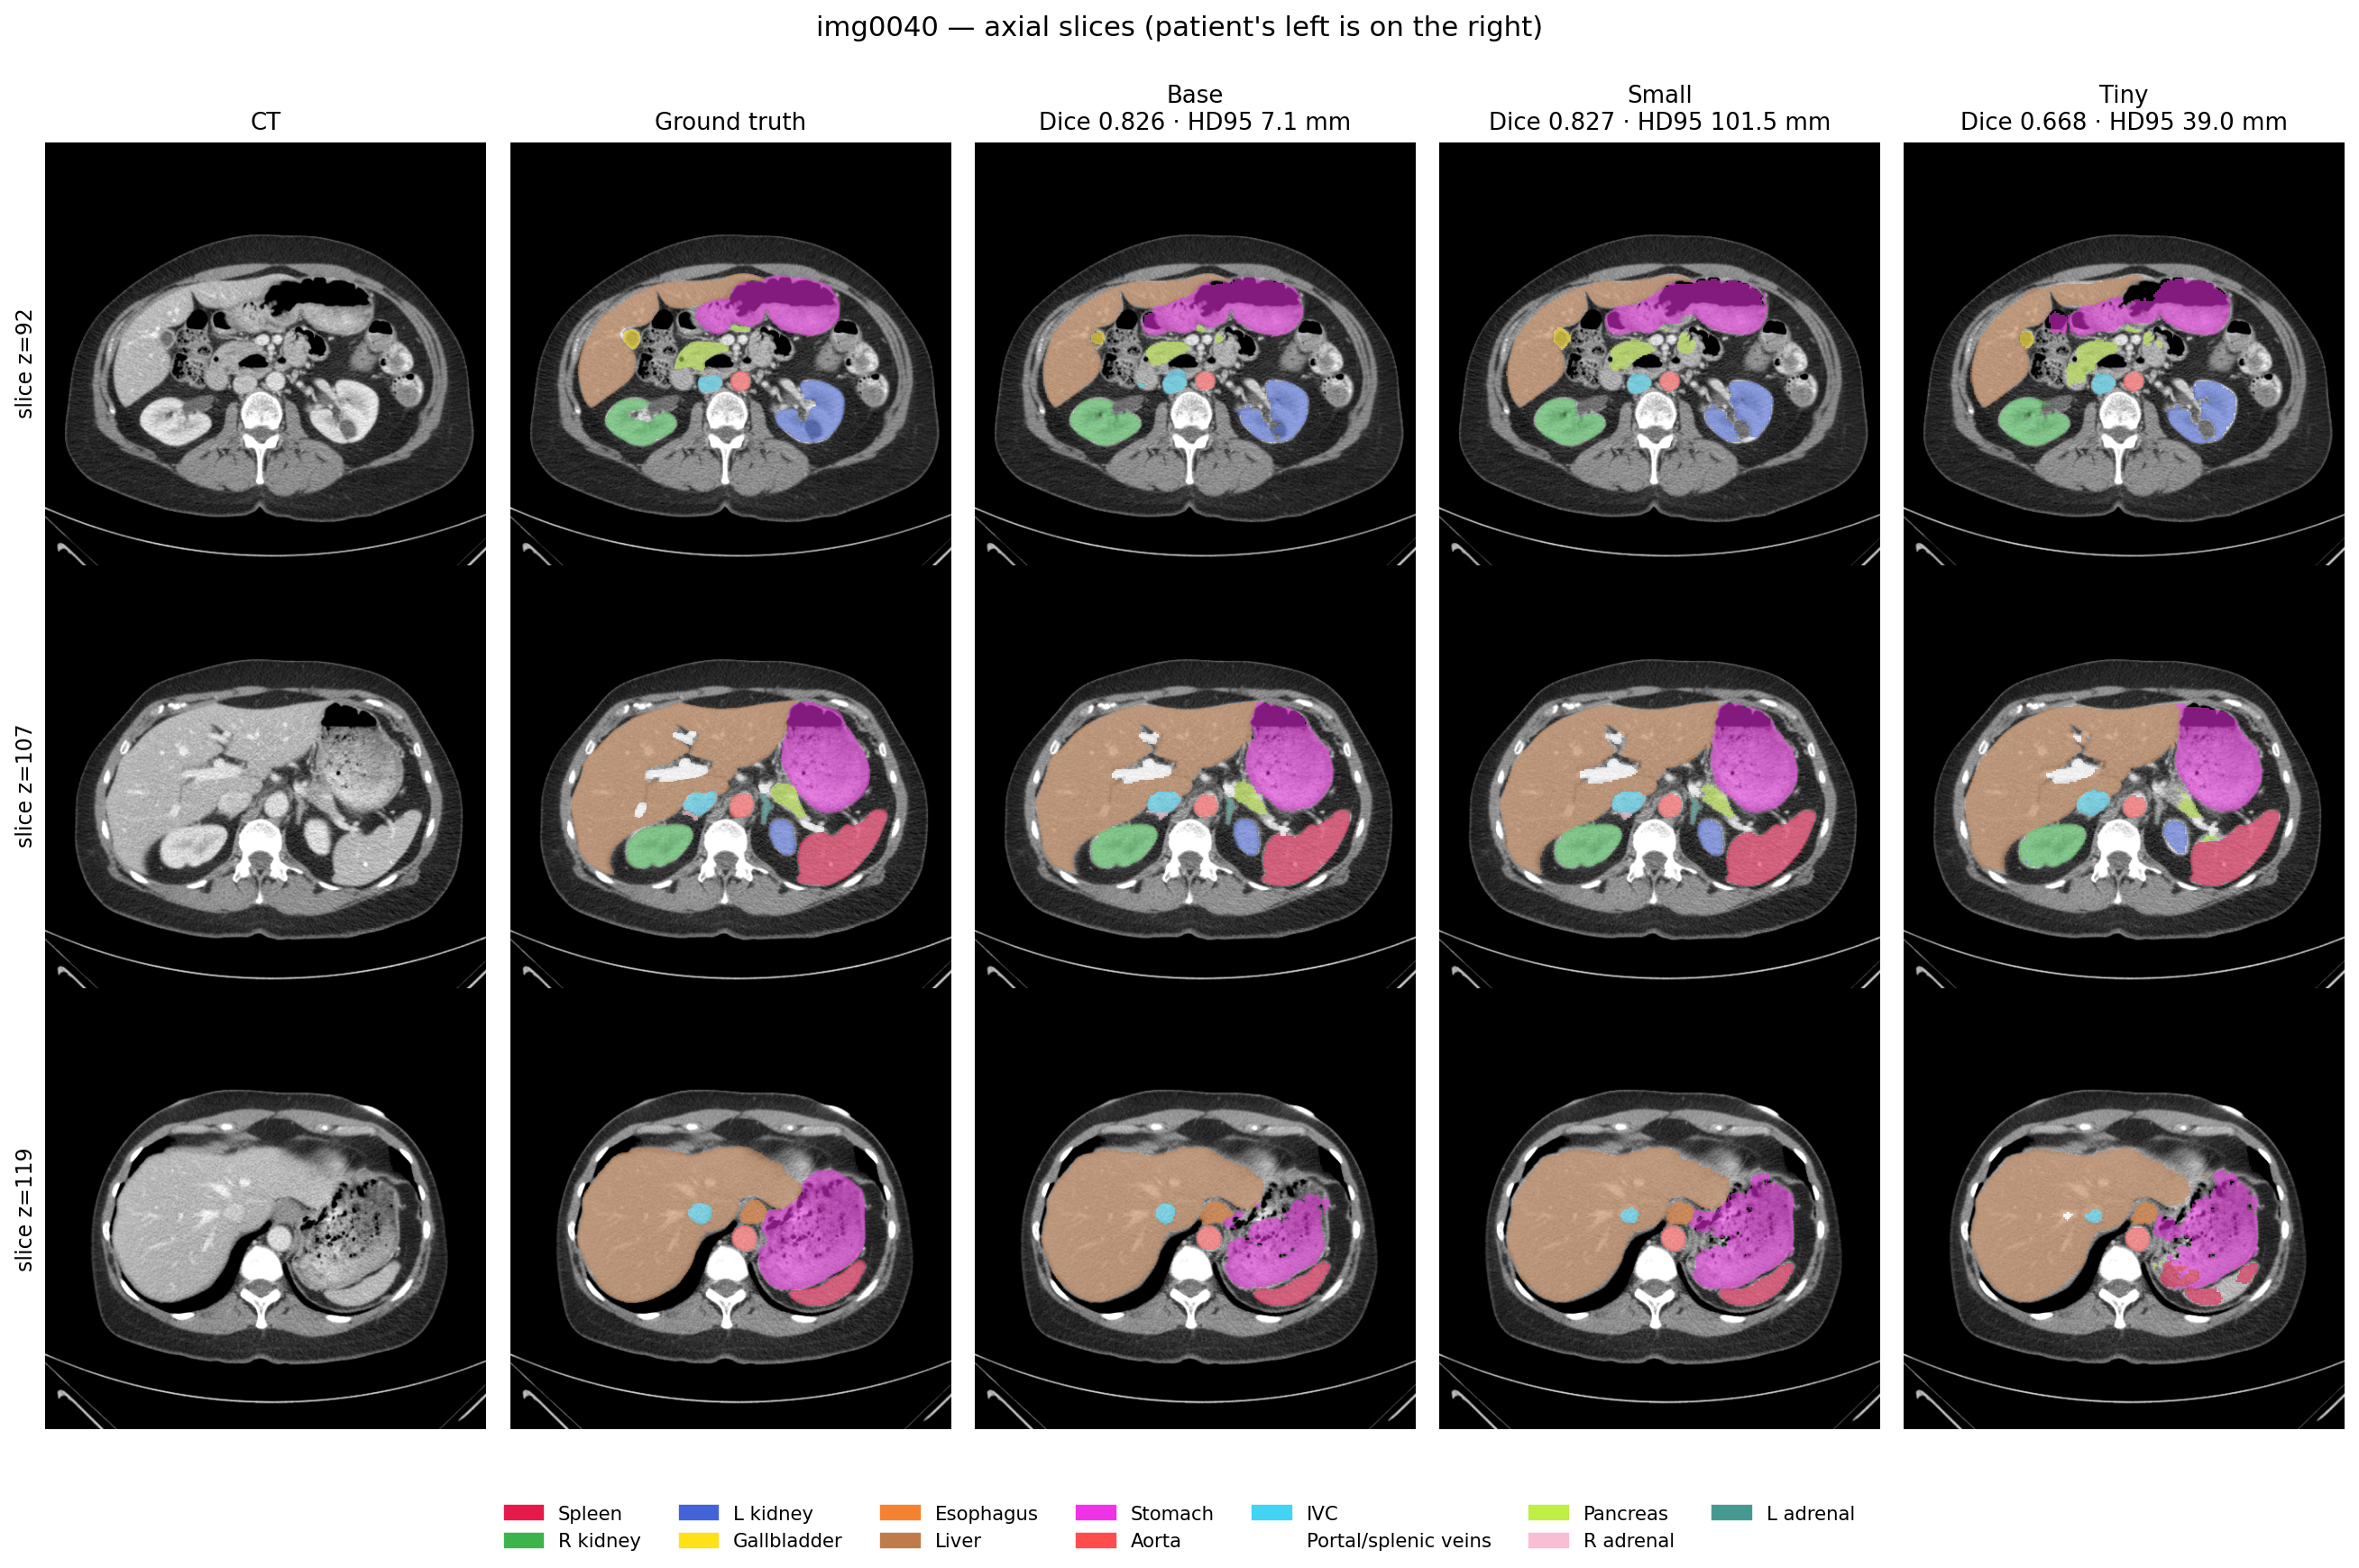 img0040 — axial slices (patient's left is on the right)
CT
Ground truth
Base
Dice 0.826 · HD95 7.1 mm
Small
Dice 0.827 · HD95 101.5 mm
Tiny
Dice 0.668 · HD95 39.0 mm
slice z=92
slice z=107
slice z=119
Spleen
R kidney
L kidney
Gallbladder
Esophagus
Liver
Stomach
Aorta
IVC
Portal/splenic veins
Pancreas
R adrenal
L adrenal